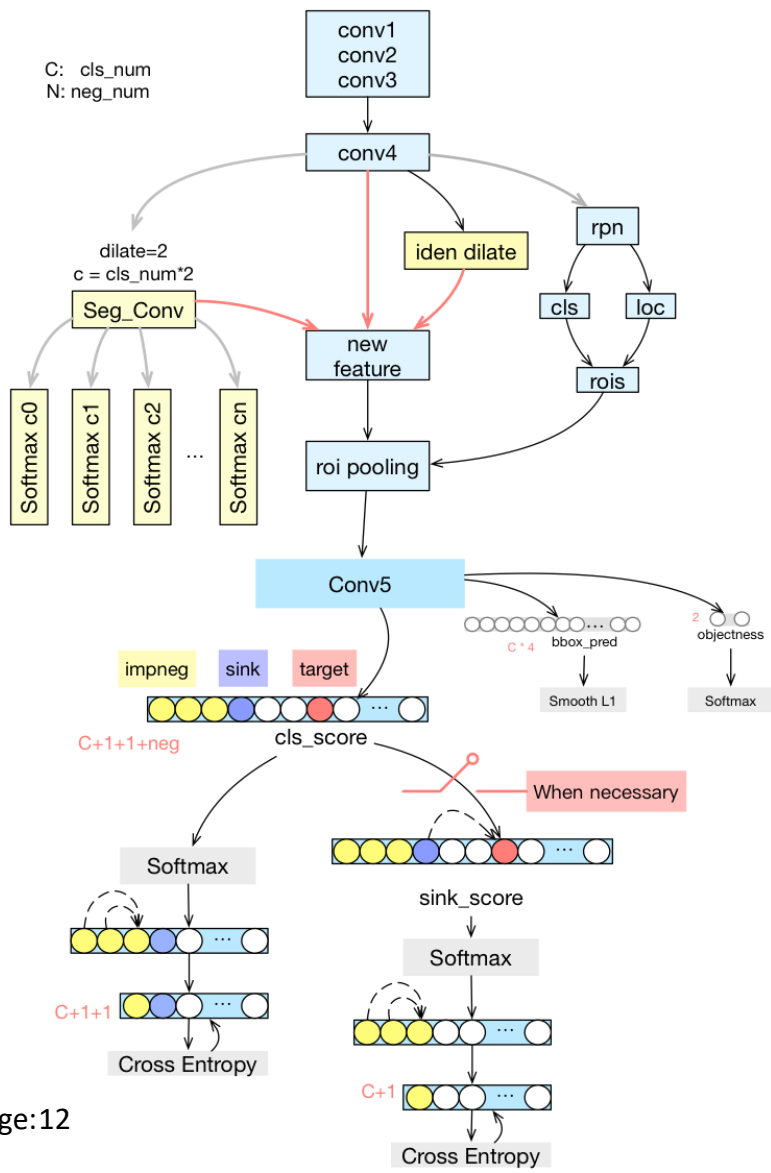 conv1
conv2
conv3
C: cls_num
N: neg_num
conv4
rpn
iden dilate
dilate=2
c = cls_num*2
Seg_Conv
cls
loc
new
feature
rois
Softmax c0
Softmax c1
Softmax c2
...
Softmax cn
roi pooling
Conv5
...
bbox_pred
C * 4
2
objectness
Smooth L1
Softmax
impneg
sink
target
...
C+1+1+neg
cls_score
When necessary
Softmax
...
sink_score
...
Softmax
C+1+1
...
...
Cross Entropy
C+1
...
ge:12
Cross Entropy